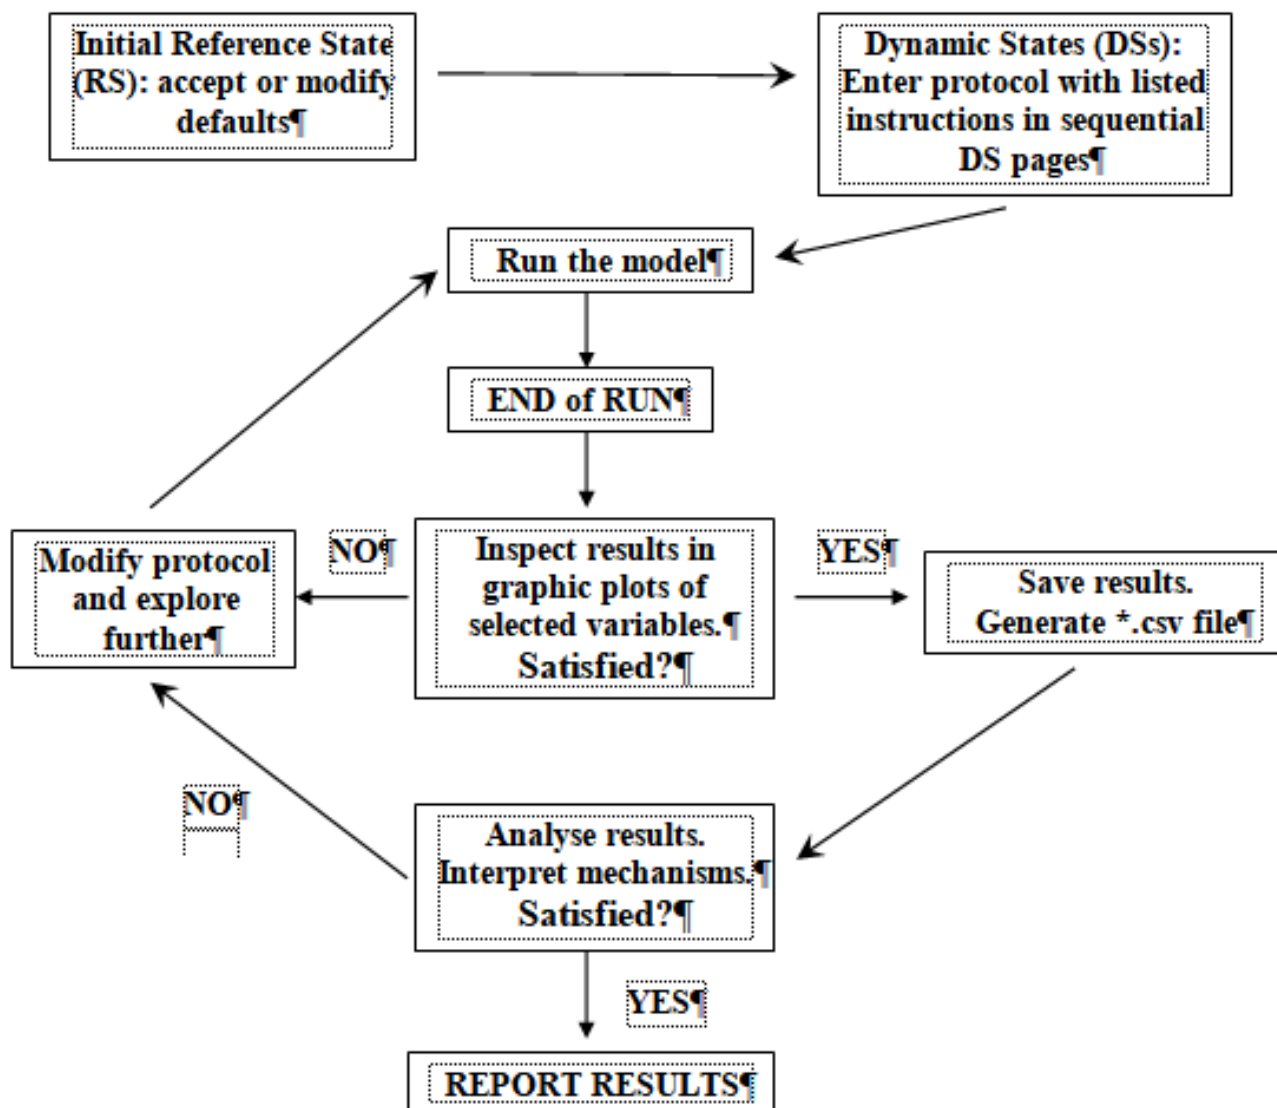 Initial Reference State
(RS): accept or modify
defaults¶
Dynamic States (DSs):
Enter protocol with listed
instructions in sequential
DS pages¶
Run the model¶
END of RUN¶
Modify protocol
and explore
further¶
NO¶
Inspect results in
graphic plots of
selected variables.¶
Satisfied?¶
YES¶
Save results.
Generate *.csv file¶
NO¶
Analyse results.
Interpret mechanisms.¶
Satisfied?¶
YES¶
REPORT RESULTS¶